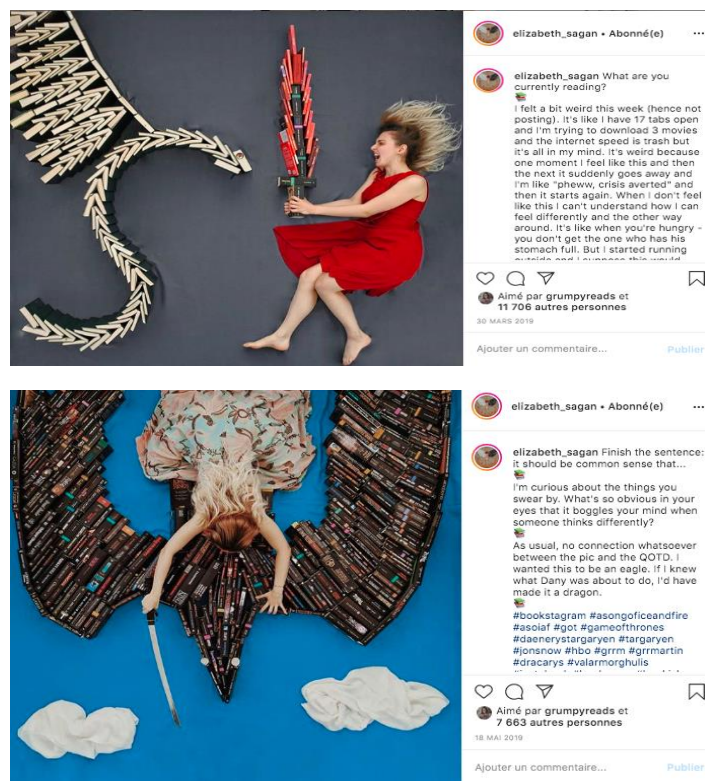 elizabeth_sagan • Abonné(e)
elizabeth_sagan What are you
currently reading?
I felt a bit weird this week (hence not
posting). It's like I have 17 tabs open
and I'm trying to download 3 movies
and the internet speed is trash but
it's all in my mind. It's weird because
one moment I feel like this and then
the next it suddenly goes away and
I'm like "pheww, crisis averted" and
then it starts again. When I don't feel
like this I can't understand how I can
feel differently and the other way
around. It's like when you're hungry -
you don't get the one who has his
stomach full. But I started running
outside and I suppose this would
Aimé par grumpyreads et
11 706 autres personnes
30 MARS 2019
Ajouter un commentaire...
Publier
elizabeth_sagan • Abonné(e)
elizabeth_sagan Finish the sentence:
it should be common sense that...
I'm curious about the things you
swear by. What's so obvious in your
eyes that it boggles your mind when
someone thinks differently?
As usual, no connection whatsoever
between the pic and the QOTD. I
wanted this to be an eagle. If I knew
what Dany was about to do, I'd have
made it a dragon.
#bookstagram #asongoficeandfire
#asoiaf #got #gameofthrones
#daenerystargaryen #targaryen
#jonsnow #hbo #grrm #grrmartin
#dracarys #valarmorghulis
Aimé par grumpyreads et
7 663 autres personnes
18 MAI 2019
Ajouter un commentaire...
Publier